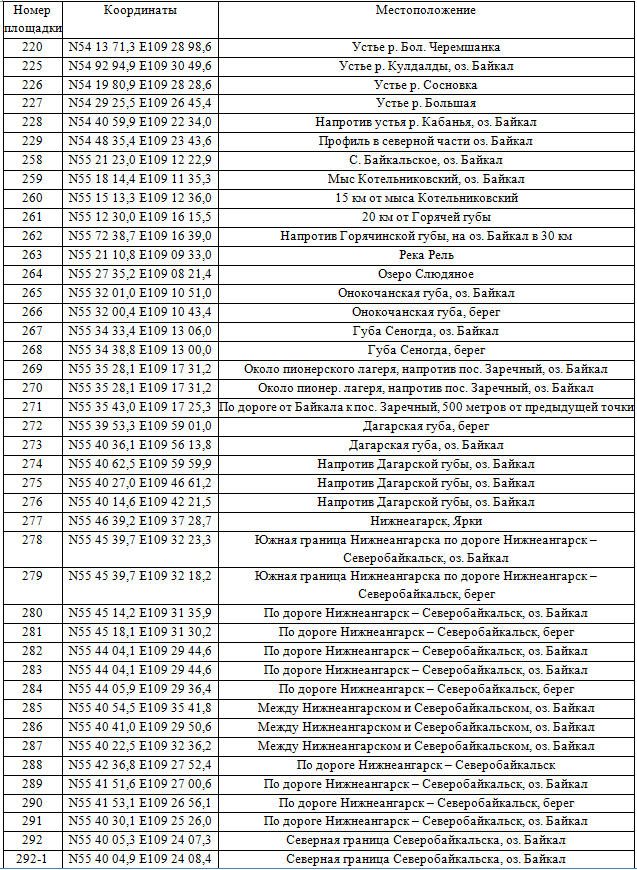 Номер площадки Координаты Местоположение
220 N54 13 71,3 E109 28 98,6 Устье р. Бол. Черемшанка
225 N54 92 94,9 E109 30 49,6 Устье р. Кулдалды, оз. Байкал
226 N54 19 80,9 E109 28 28,6 Устье р. Сосновка
227 N54 29 25,5 E109 26 45,4 Устье р. Большая
228 N54 40 59,9 E109 22 34,0 Напротив устья р. Кабанья, оз. Байкал
229 N54 48 35,4 E109 23 43,6 Профиль в северной части оз. Байкал
258 N55 21 23,0 E109 12 22,9 С. Байкальское, оз. Байкал
259 N55 18 14,4 E109 11 35,3 Мыс Котельниковский, оз. Байкал
260 N55 15 13,3 E109 12 36,0 15 км от мыса Котельниковский
261 N55 12 30,0 E109 16 15,5 20 км от Горячей губы
262 N55 72 38,7 E109 16 39,0 Напротив Горячинской губы, на оз. Байкал в 30 км
263 N55 21 10,8 E109 09 33,0 Река Рель
264 N55 27 35,2 E109 08 21,4 Озеро Слюдяное
265 N55 32 01,0 E109 10 51,0 Онокочанская губа, оз. Байкал
266 N55 32 00,4 E109 10 43,4 Онокочанская губа, берег
267 N55 34 33,4 E109 13 06,0 Губа Сеногда, оз. Байкал
268 N55 34 38,8 E109 13 00,0 Губа Сеногда, берег
269 N55 35 28,1 E109 17 31,2 Около пионерского лагеря, напротив пос. Заречный, оз. Байкал
270 N55 35 28,1 E109 17 31,2 Около пионер. лагеря, напротив пос. Заречный, оз. Байкал
271 N55 35 43,0 E109 17 25,3 По дороге от Байкала к пос. Заречный, 500 метров от предыдущей точки
272 N55 39 53,3 E109 59 01,0 Дагарская губа, берег
273 N55 40 36,1 E109 56 13,8 Дагарская губа, оз. Байкал
274 N55 40 62,5 E109 59 59,9 Напротив Дагарской губы, оз. Байкал
275 N55 40 27,0 E109 46 61,2 Напротив Дагарской губы, оз. Байкал
276 N55 40 14,6 E109 42 21,5 Напротив Дагарской губы, оз. Байкал
277 N55 46 39,2 E109 37 28,7 Нижнеагарск, Ярки
278 N55 45 39,7 E109 32 23,3 Южная граница Нижнеангарска по дороге Нижнеангарск –
Северобайкальск, оз. Байкал
279 N55 45 39,7 E109 32 18,2 Южная граница Нижнеангарска по дороге Нижнеангарск –
Северобайкальск, берег
280 N55 45 14,2 E109 31 35,9 По дороге Нижнеангарск – Северобайкальск, оз. Байкал
281 N55 45 18,1 E109 31 30,2 По дороге Нижнеангарск – Северобайкальск, берег
282 N55 44 04,1 E109 29 44,6 По дороге Нижнеангарск – Северобайкальск, оз. Байкал
283 N55 44 04,1 E109 29 44,6 По дороге Нижнеангарск – Северобайкальск, оз. Байкал
284 N55 44 05,9 E109 29 36,4 По дороге Нижнеангарск – Северобайкальск, берег
285 N55 40 54,5 E109 35 41,8 Между Нижнеангарском и Северобайкальском, оз. Байкал
286 N55 40 41,0 E109 29 50,6 Между Нижнеангарском и Северобайкальском, оз. Байкал
287 N55 40 22,5 E109 32 36,2 Между Нижнеангарском и Северобайкальском, оз. Байкал
288 N55 42 36,8 E109 27 52,4 По дороге Нижнеангарск – Северобайкальск
289 N55 41 51,6 E109 27 00,6 По дороге Нижнеангарск – Северобайкальск, оз. Байкал
290 N55 41 53,1 E109 26 56,1 По дороге Нижнеангарск – Северобайкальск, берег
291 N55 40 30,1 E109 25 26,0 По дороге Нижнеангарск – Северобайкальск, оз. Байкал
292 N55 40 05,3 E109 24 07,3 Северная граница Северобайкальска, оз. Байкал
292-1 N55 40 04,9 E109 24 08,4 Северная граница Северобайкальска, оз. Байкал